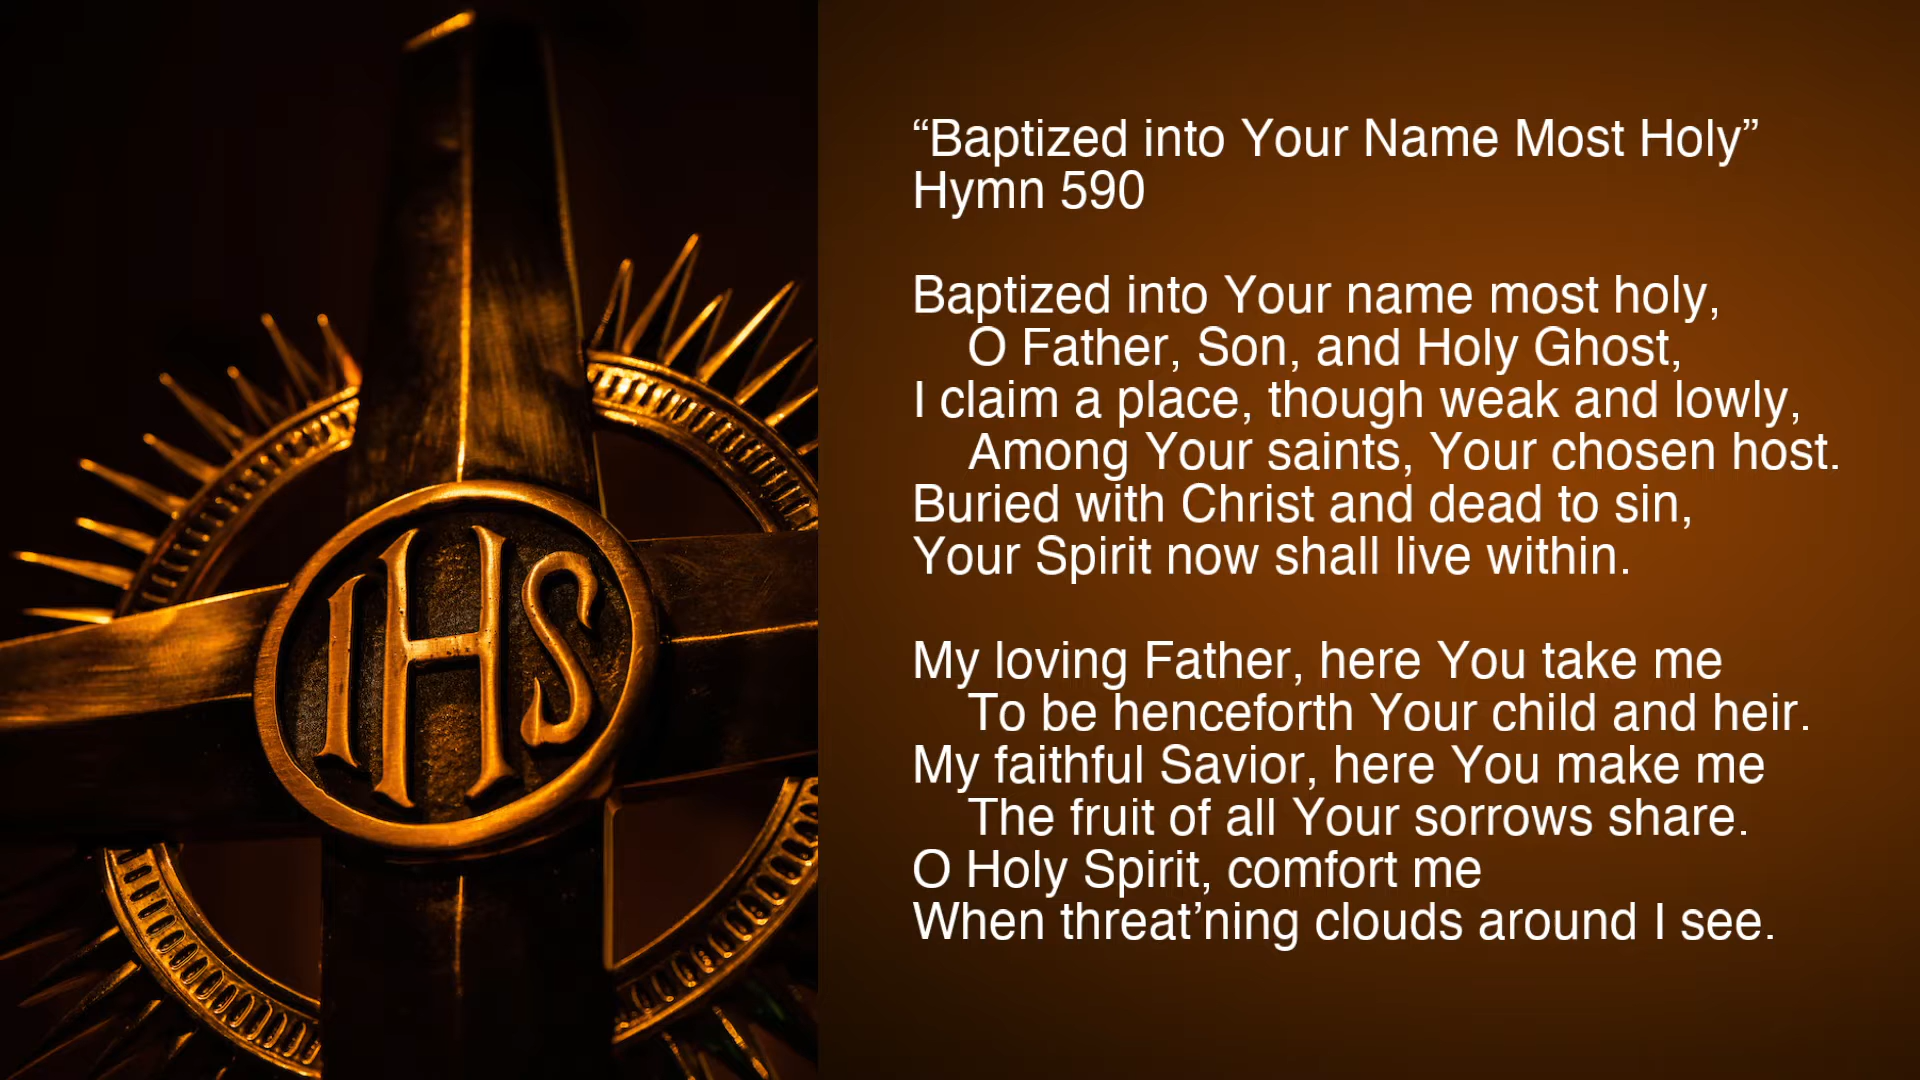 IHS
“Baptized into Your Name Most Holy”
Hymn 590
Baptized into Your name most holy,
O Father, Son, and Holy Ghost,
I claim a place, though weak and lowly,
Among Your saints, Your chosen host.
Buried with Christ and dead to sin,
Your Spirit now shall live within.
My loving Father, here You take me
To be henceforth Your child and heir.
My faithful Savior, here You make me
The fruit of all Your sorrows share.
O Holy Spirit, comfort me
When threat’ning clouds around I see.